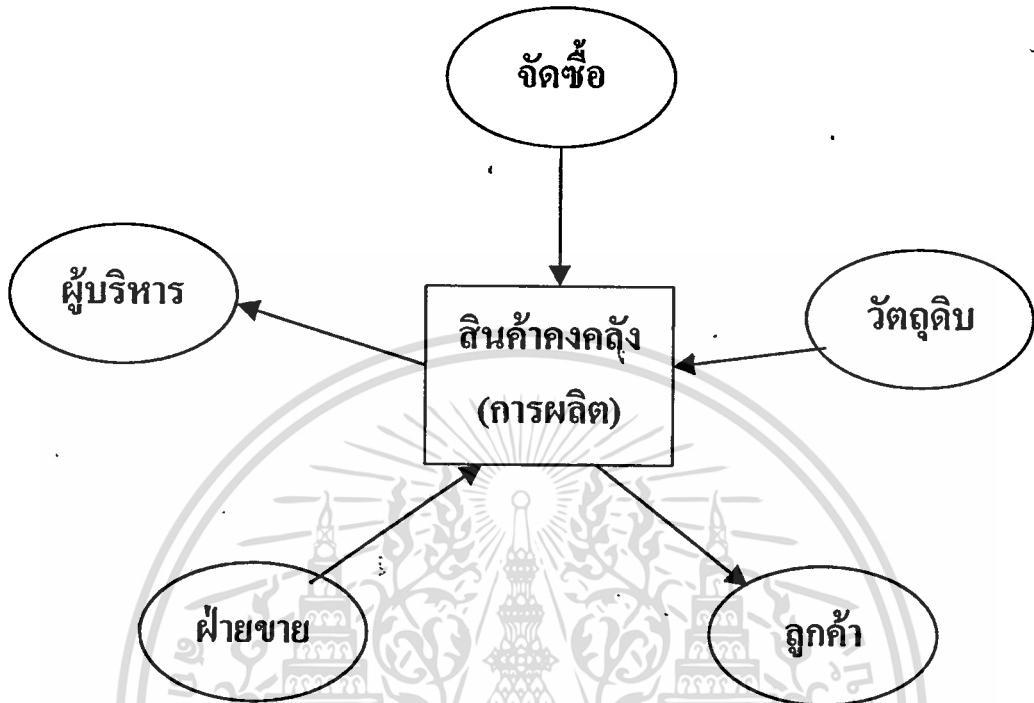 จัดซื้อ
ผู้บริหาร
สินค้าคงคลัง
(การผลิต)
วัตถุดิบ
ฝ่ายขาย
ลูกค้า